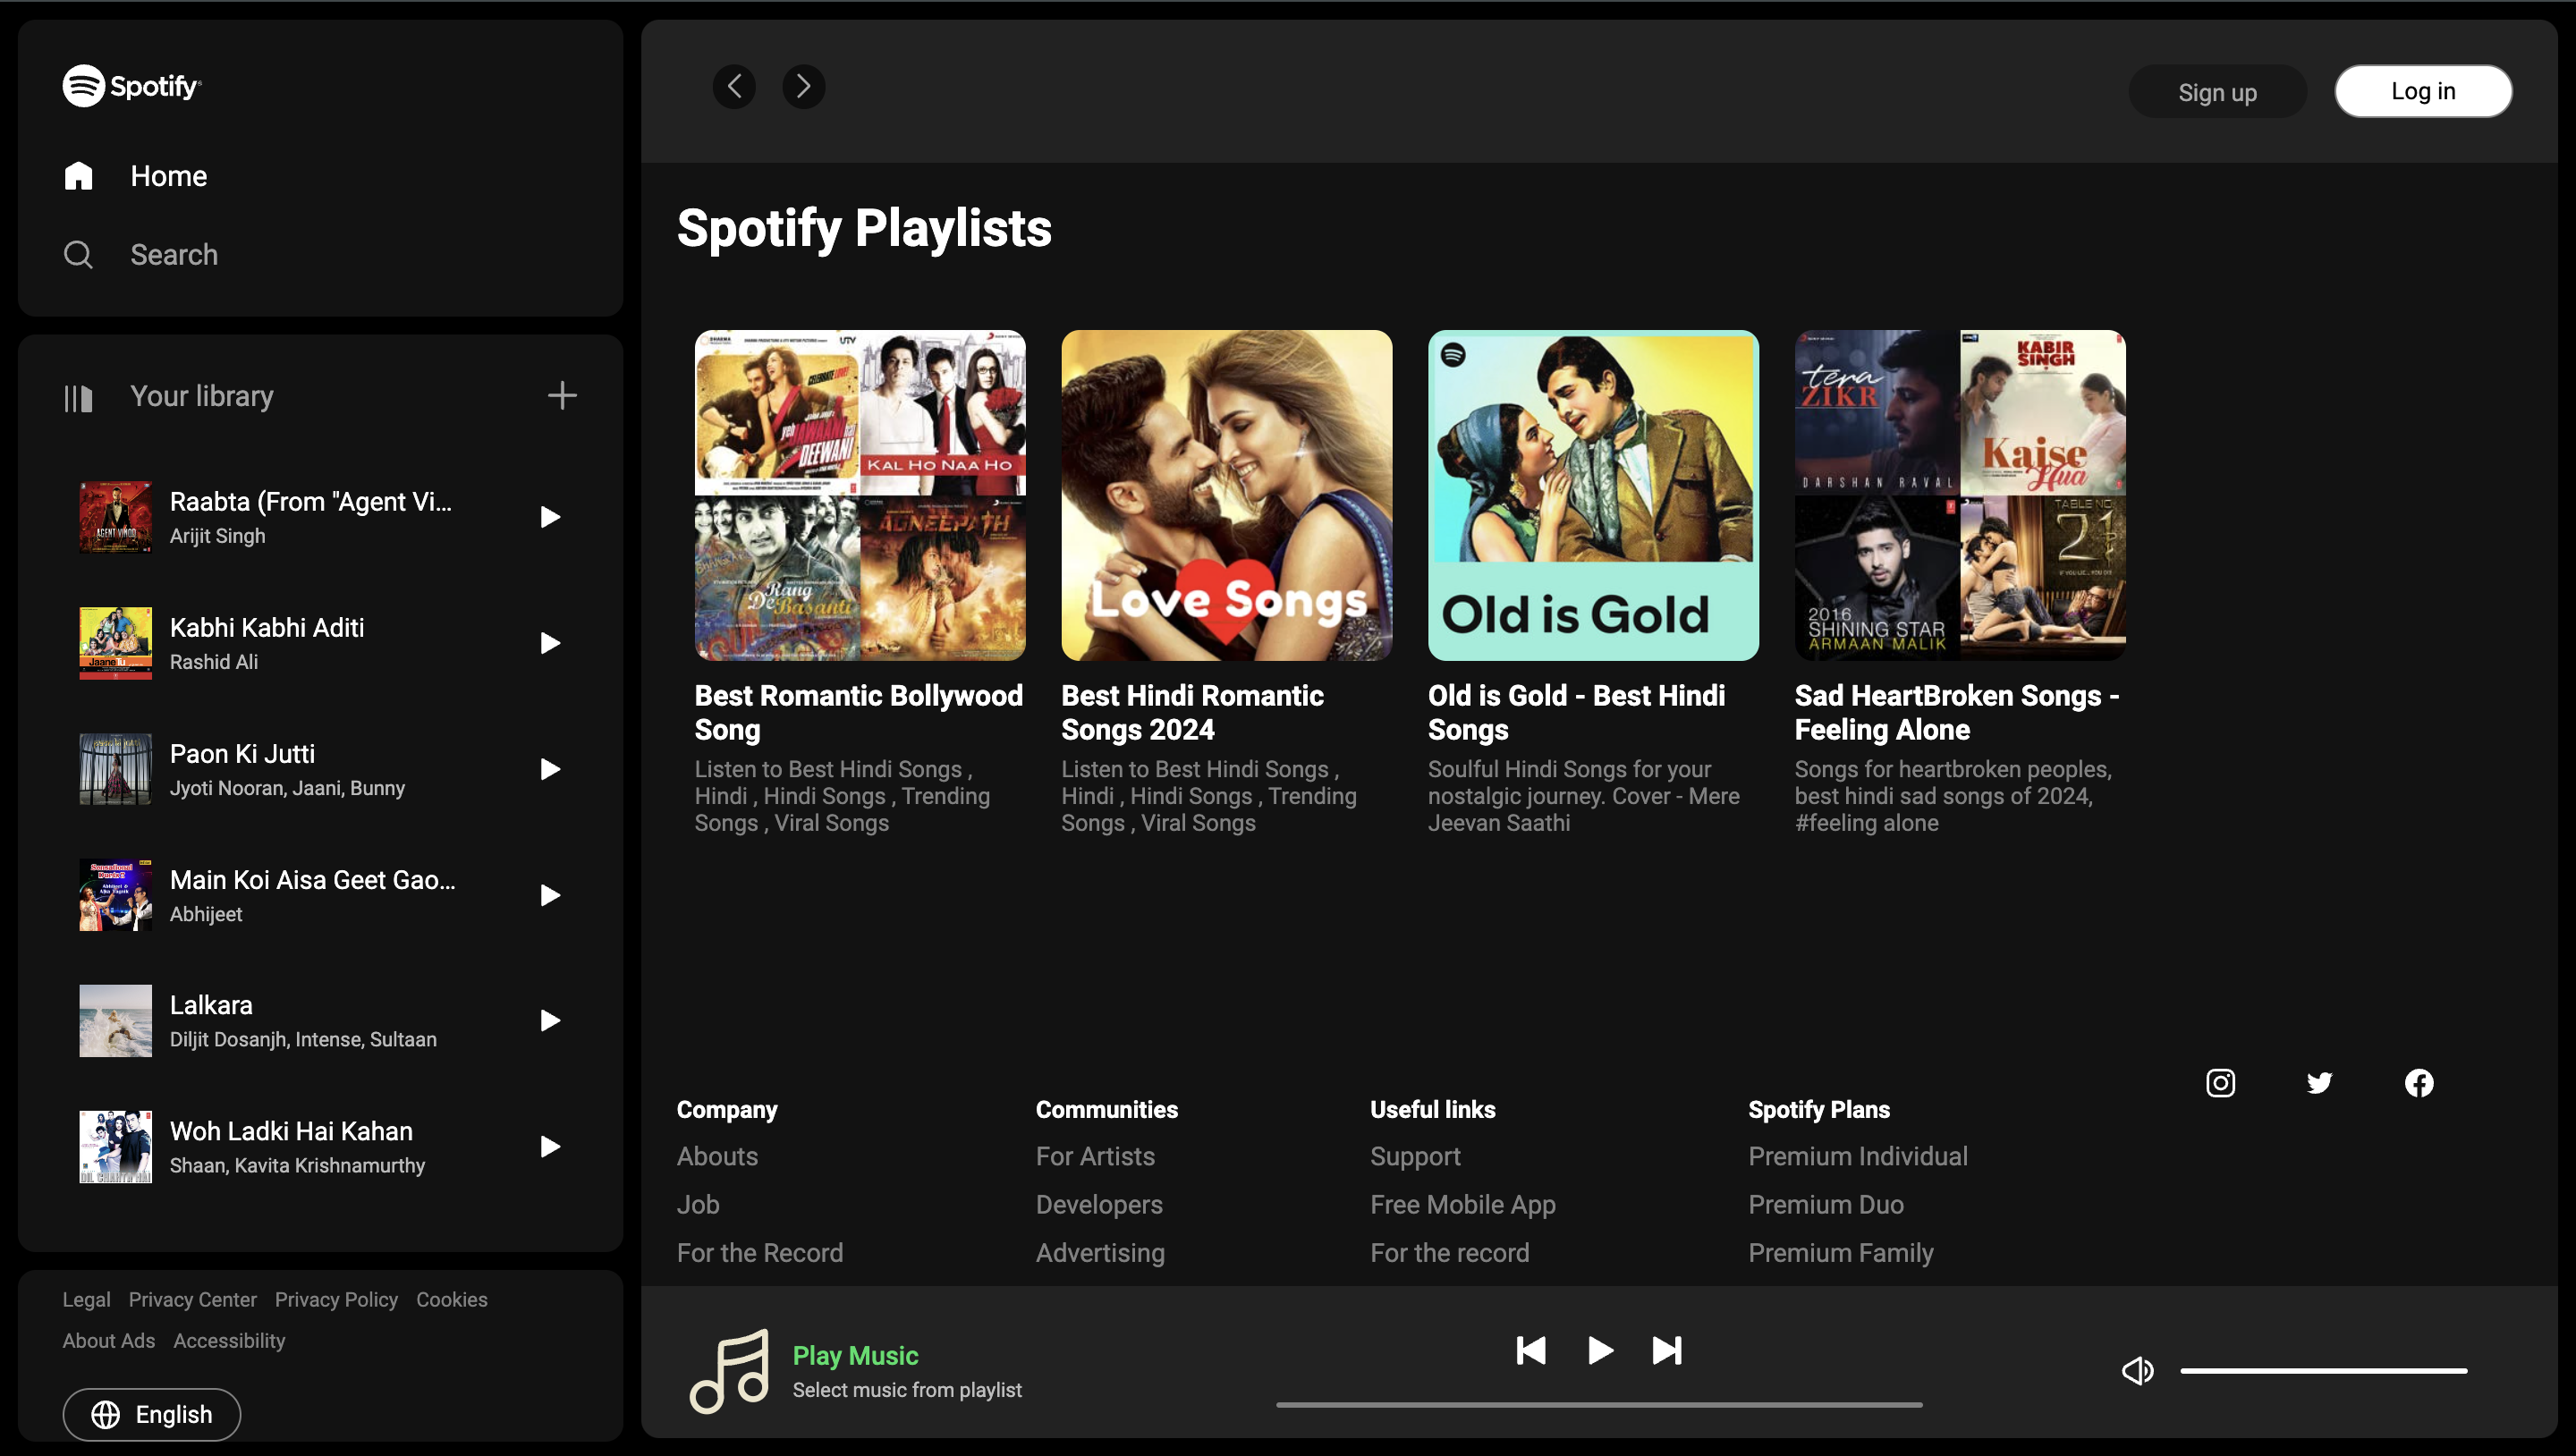 Spotify
Home
Search
Your library
Raabta (From "Agent Vi...
Arijit Singh
Kabhi Kabhi Aditi
Rashid Ali
Paon Ki Jutti
Jyoti Nooran, Jaani, Bunny
Main Koi Aisa Geet Gao...
Abhijeet
Lalkara
Diljit Dosanjh, Intense, Sultaan
Woh Ladki Hai Kahan
Shaan, Kavita Krishnamurthy
Legal Privacy Center Privacy Policy Cookies
About Ads Accessibility
English
Sign up
Log in
Spotify Playlists
UTV
yeh JAWAANI hai DEEWANI
KAL HO NAA HO
Rang De Basanti
AGNEEPATH
Best Romantic Bollywood
Song
Listen to Best Hindi Songs ,
Hindi , Hindi Songs , Trending
Songs , Viral Songs
Love Songs
Best Hindi Romantic
Songs 2024
Listen to Best Hindi Songs ,
Hindi , Hindi Songs , Trending
Songs , Viral Songs
Old is Gold
Old is Gold - Best Hindi
Songs
Soulful Hindi Songs for your
nostalgic journey. Cover - Mere
Jeevan Saathi
tera
ZIKR
DARSHAN RAVAL
KABIR
SINGH
Kaise
Hua
2016
SHINING STAR
ARMAAN MALIK
TABLE NO.
21
Sad HeartBroken Songs -
Feeling Alone
Songs for heartbroken peoples,
best hindi sad songs of 2024,
#feeling alone
Company
Abouts
Job
For the Record
Communities
For Artists
Developers
Advertising
Useful links
Support
Free Mobile App
For the record
Spotify Plans
Premium Individual
Premium Duo
Premium Family
Play Music
Select music from playlist